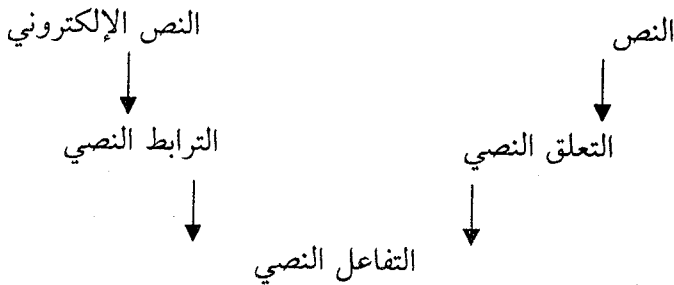 النص
النص الإلكتروني
التعلق النصي
الترابط النصي
التفاعل النصي